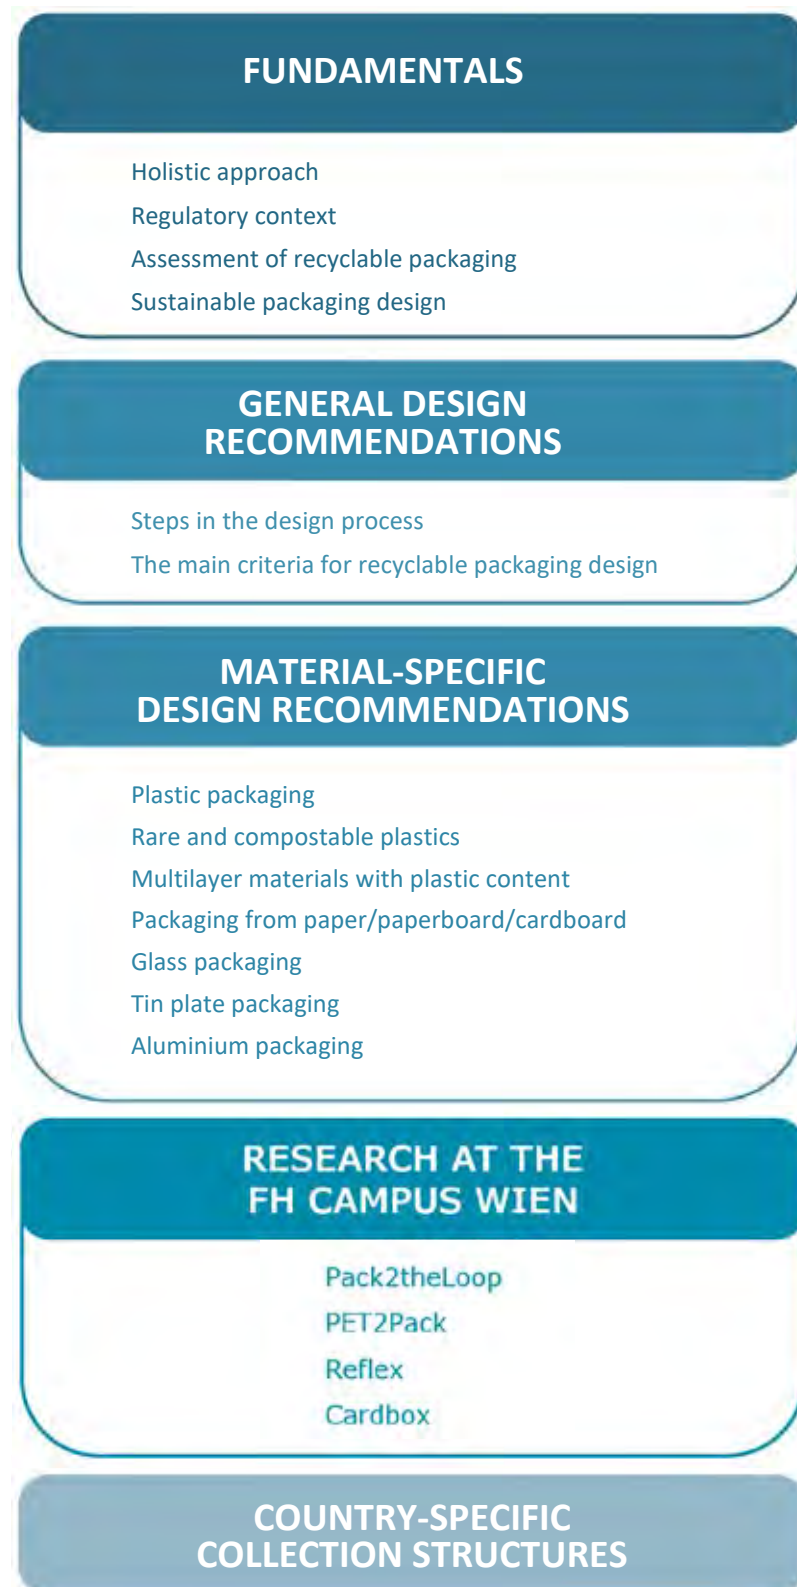 FUNDAMENTALS
Holistic approach
Regulatory context
Assessment of recyclable packaging
Sustainable packaging design
GENERAL DESIGN
RECOMMENDATIONS
Steps in the design process
The main criteria for recyclable packaging design
MATERIAL-SPECIFIC
DESIGN RECOMMENDATIONS
Plastic packaging
Rare and compostable plastics
Multilayer materials with plastic content
Packaging from paper/paperboard/cardboard
Glass packaging
Tin plate packaging
Aluminium packaging
RESEARCH AT THE
FH CAMPUS WIEN
Pack2theLoop
PET2Pack
Reflex
Cardbox
COUNTRY-SPECIFIC
COLLECTION STRUCTURES